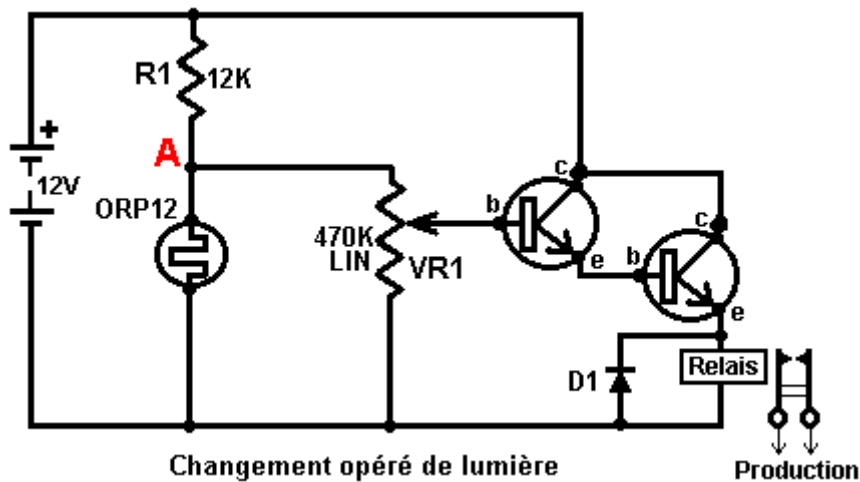 R1
12K
A
+
12V
ORP12
470K
LIN
VR1
b
c
e
b
c
e
D1
Relais
Changement opéré de lumière
Production